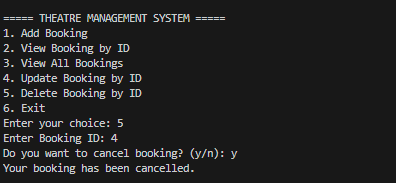 ===== THEATRE MANAGEMENT SYSTEM =====
1. Add Booking
2. View Booking by ID
3. View All Bookings
4. Update Booking by ID
5. Delete Booking by ID
6. Exit
Enter your choice: 5
Enter Booking ID: 4
Do you want to cancel booking? (y/n): y
Your booking has been cancelled.